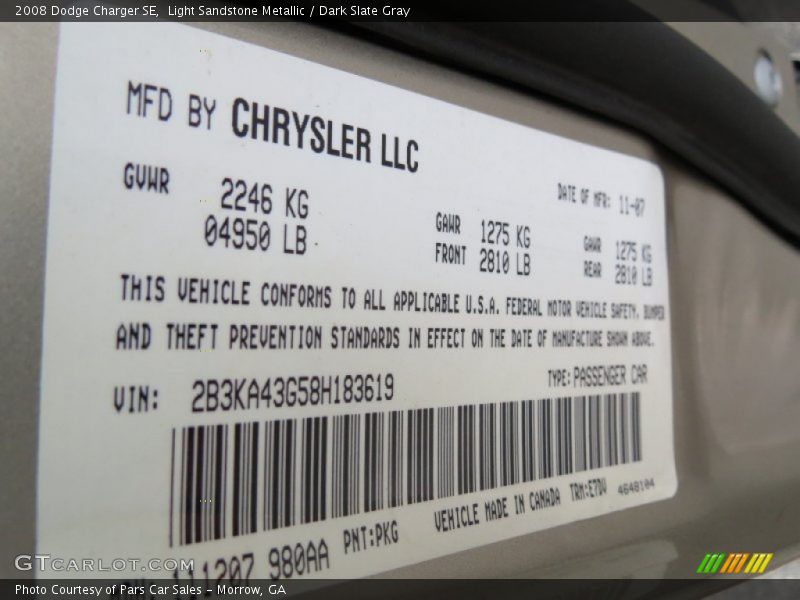 2008 Dodge Charger SE, Light Sandstone Metallic / Dark Slate Gray
MFD BY CHRYSLER LLC
DATE OF MFR: 11-07
GVWR 2246 KG
04950 LB
GAWR FRONT 1275 KG
2810 LB
GAWR REAR 1275 KG
2810 LB
THIS VEHICLE CONFORMS TO ALL APPLICABLE U.S.A. FEDERAL MOTOR VEHICLE SAFETY, BUMPER
AND THEFT PREVENTION STANDARDS IN EFFECT ON THE DATE OF MANUFACTURE SHOWN ABOVE.
VIN: 2B3KA43G58H183619
TYPE: PASSENGER CAR
VEHICLE MADE IN CANADA TRM:E7DV 4648104
111207 980AA PNT:PKG
GTCARLOT.COM
Photo Courtesy of Pars Car Sales - Morrow, GA